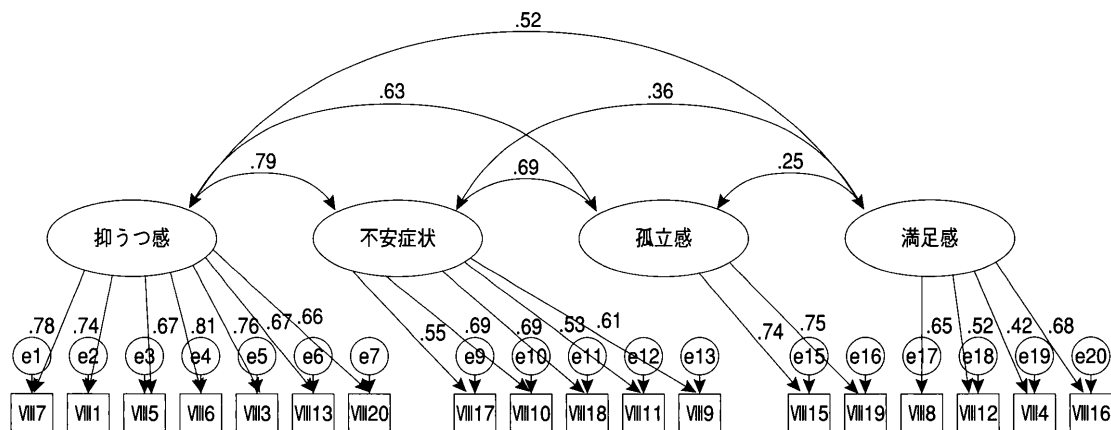 .52
.63 .36
.79 .69 .25
抑うつ感 不安症状 孤立感 満足感
.78 .74 .67 .81 .76 .67 .66 .55 .69 .69 .53 .61 .74 .75 .65 .52 .42 .68
e1 e2 e3 e4 e5 e6 e7 e9 e10 e11 e12 e13 e15 e16 e17 e18 e19 e20
Ⅷ7 Ⅷ1 Ⅷ5 Ⅷ6 Ⅷ3 Ⅷ13 Ⅷ20 Ⅷ17 Ⅷ10 Ⅷ18 Ⅷ11 Ⅷ9 Ⅷ15 Ⅷ19 Ⅷ8 Ⅷ12 Ⅷ4 Ⅷ16